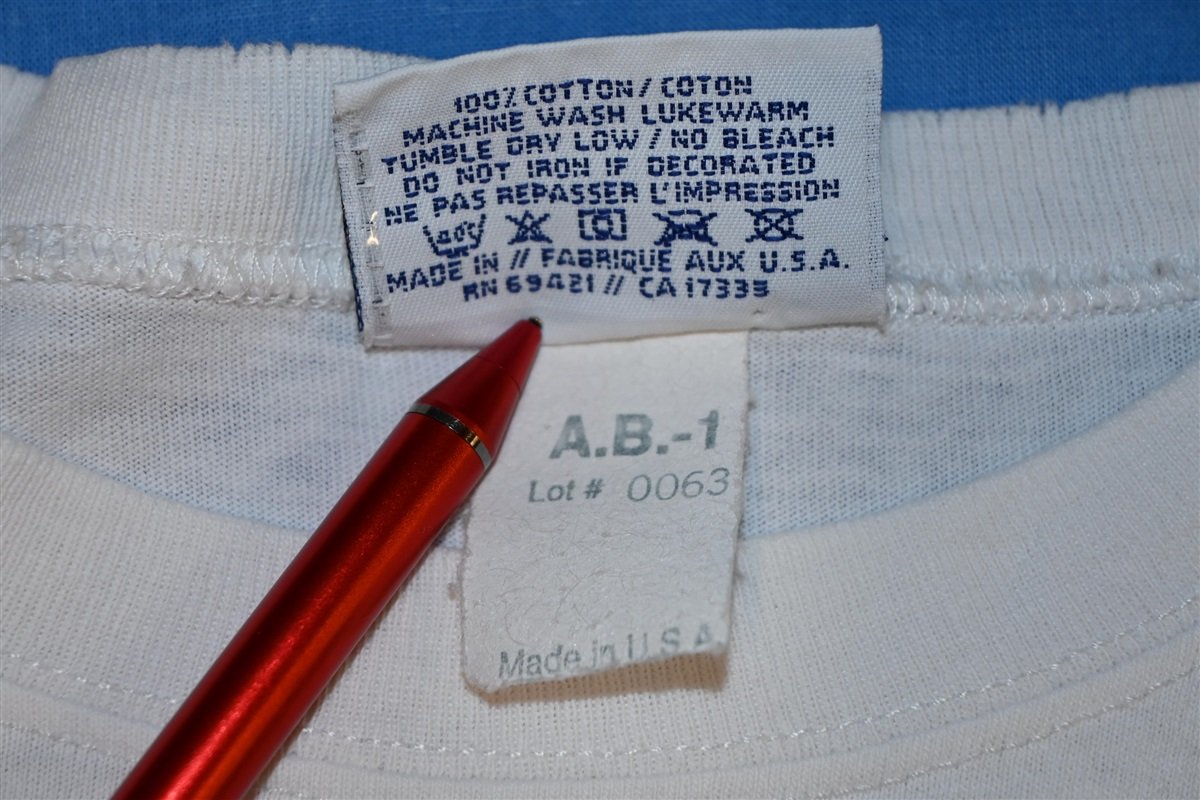 100% COTTON / COTON
MACHINE WASH LUKEWARM
TUMBLE DRY LOW / NO BLEACH
DO NOT IRON IF DECORATED
NE PAS REPASSER L'IMPRESSION
MADE IN // FABRIQUE AUX U.S.A.
RN 69421 // CA 17335
A.B.-1
Lot # 0063
Made in U.S.A.